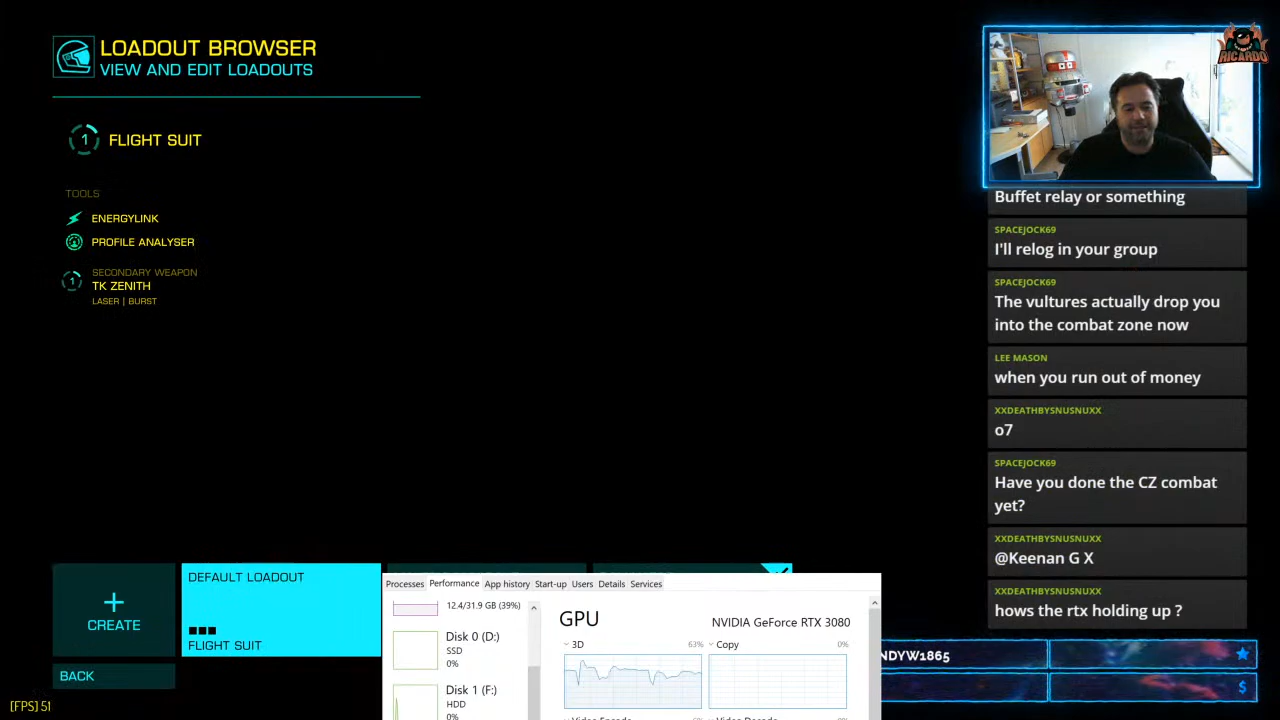 LOADOUT BROWSER
VIEW AND EDIT LOADOUTS
1 FLIGHT SUIT
TOOLS
ENERGYLINK
PROFILE ANALYSER
SECONDARY WEAPON
1 TK ZENITH
LASER | BURST
RICARDO
Buffet relay or something
SPACEJOCK69
I'll relog in your group
SPACEJOCK69
The vultures actually drop you
into the combat zone now
LEE MASON
when you run out of money
XXDEATHBYSNUSNUXX
o7
SPACEJOCK69
Have you done the CZ combat
yet?
XXDEATHBYSNUSNUXX
@Keenan G X
XXDEATHBYSNUSNUXX
hows the rtx holding up ?
NDYW1865
$
+
CREATE
DEFAULT LOADOUT
FLIGHT SUIT
BACK
[FPS] 51
Processes Performance App history Start-up Users Details Services
12.4/31.9 GB (39%)
Disk 0 (D:)
SSD
0%
Disk 1 (F:)
HDD
0%
GPU
NVIDIA GeForce RTX 3080
3D 63%
Copy 0%